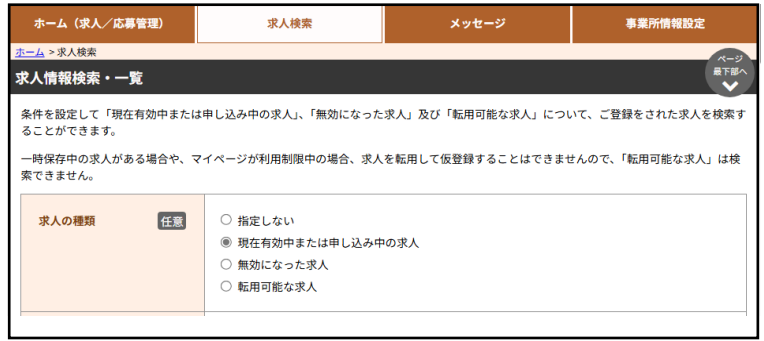 ホーム（求人／応募管理）　求人検索　メッセージ　事業所情報設定
ホーム ＞求人検索
求人情報検索・一覧
ページ
最下部へ
条件を設定して「現在有効中または申し込み中の求人」、「無効になった求人」及び「転用可能な求人」について、ご登録をされた求人を検索す
ることができます。
一時保存中の求人がある場合や、マイページが利用制限中の場合、求人を転用して仮登録することはできませんので、「転用可能な求人」は検
索できません。
求人の種類　任意
指定しない
現在有効中または申し込み中の求人
無効になった求人
転用可能な求人